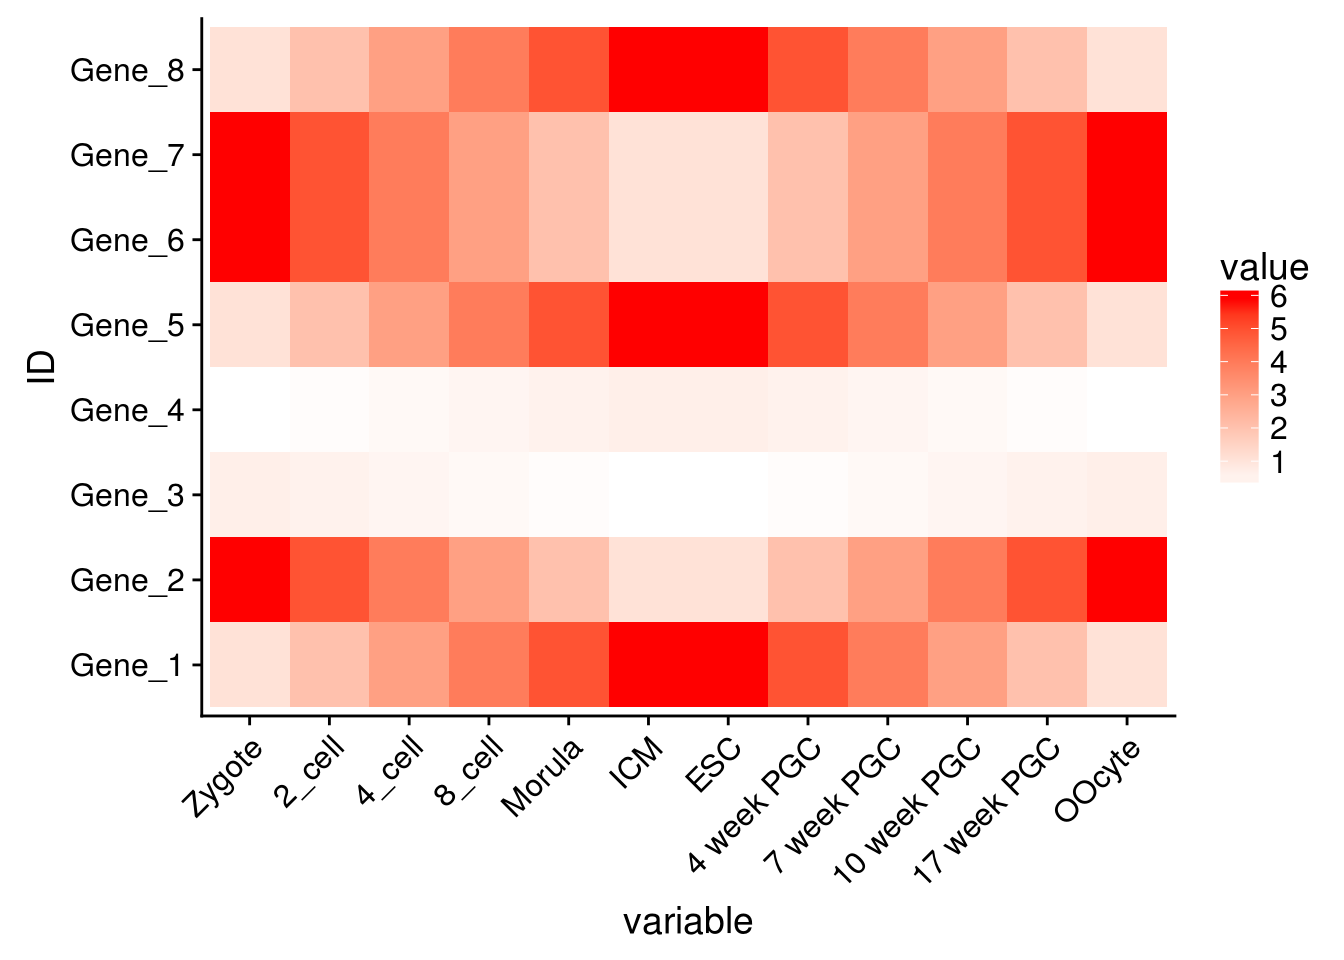 Gene_8
Gene_7
Gene_6
Gene_5
Gene_4
Gene_3
Gene_2
Gene_1
ID
Zygote
2_cell
4_cell
8_cell
Morula
ICM
ESC
4 week PGC
7 week PGC
10 week PGC
17 week PGC
OOcyte
variable
value
6
5
4
3
2
1